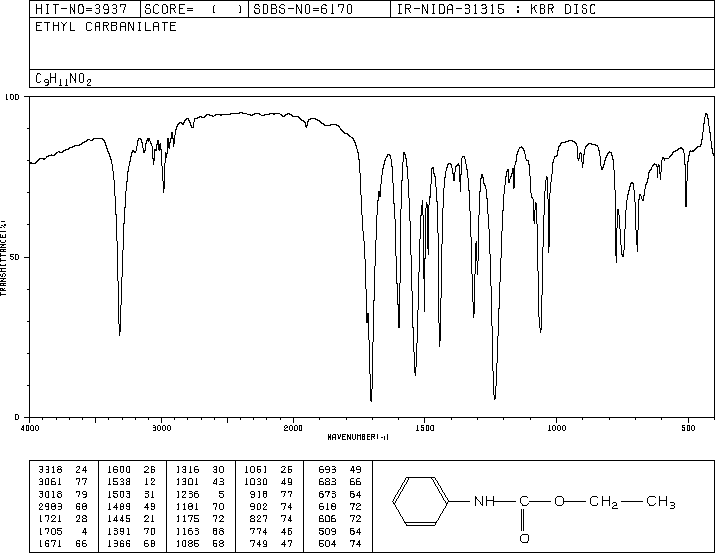 HIT-NO=3937 SCORE= ( ) SDBS-NO=6170 IR-NIDA-31315 : KBR DISC
ETHYL CARBANILATE
C9H11NO2
100
50
0
TRANSMITTANCE(%)
4000 3000 2000 1500 1000 500
WAVENUMBER(-1)
3318 24 1600 26 1316 30 1061 26 693 49
3061 77 1538 12 1301 43 1030 49 683 66
3018 79 1503 31 1236 5 918 77 673 64
2983 68 1489 49 1181 70 902 74 618 72
1721 28 1445 21 1175 72 827 74 606 72
1705 4 1391 70 1163 68 774 46 509 64
1671 66 1366 68 1086 58 749 47 504 74
NH C O CH2 CH3
O